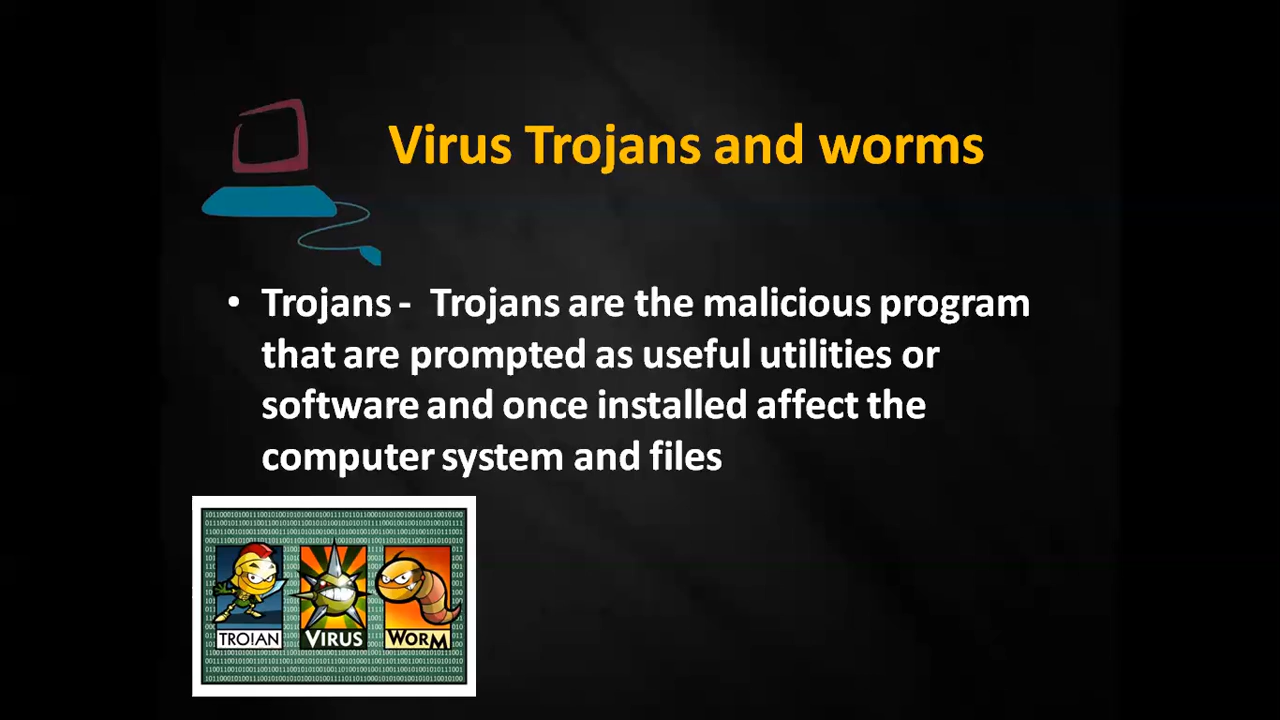 Virus Trojans and worms
• Trojans - Trojans are the malicious program
that are prompted as useful utilities or
software and once installed affect the
computer system and files
TROJAN VIRUS WORM